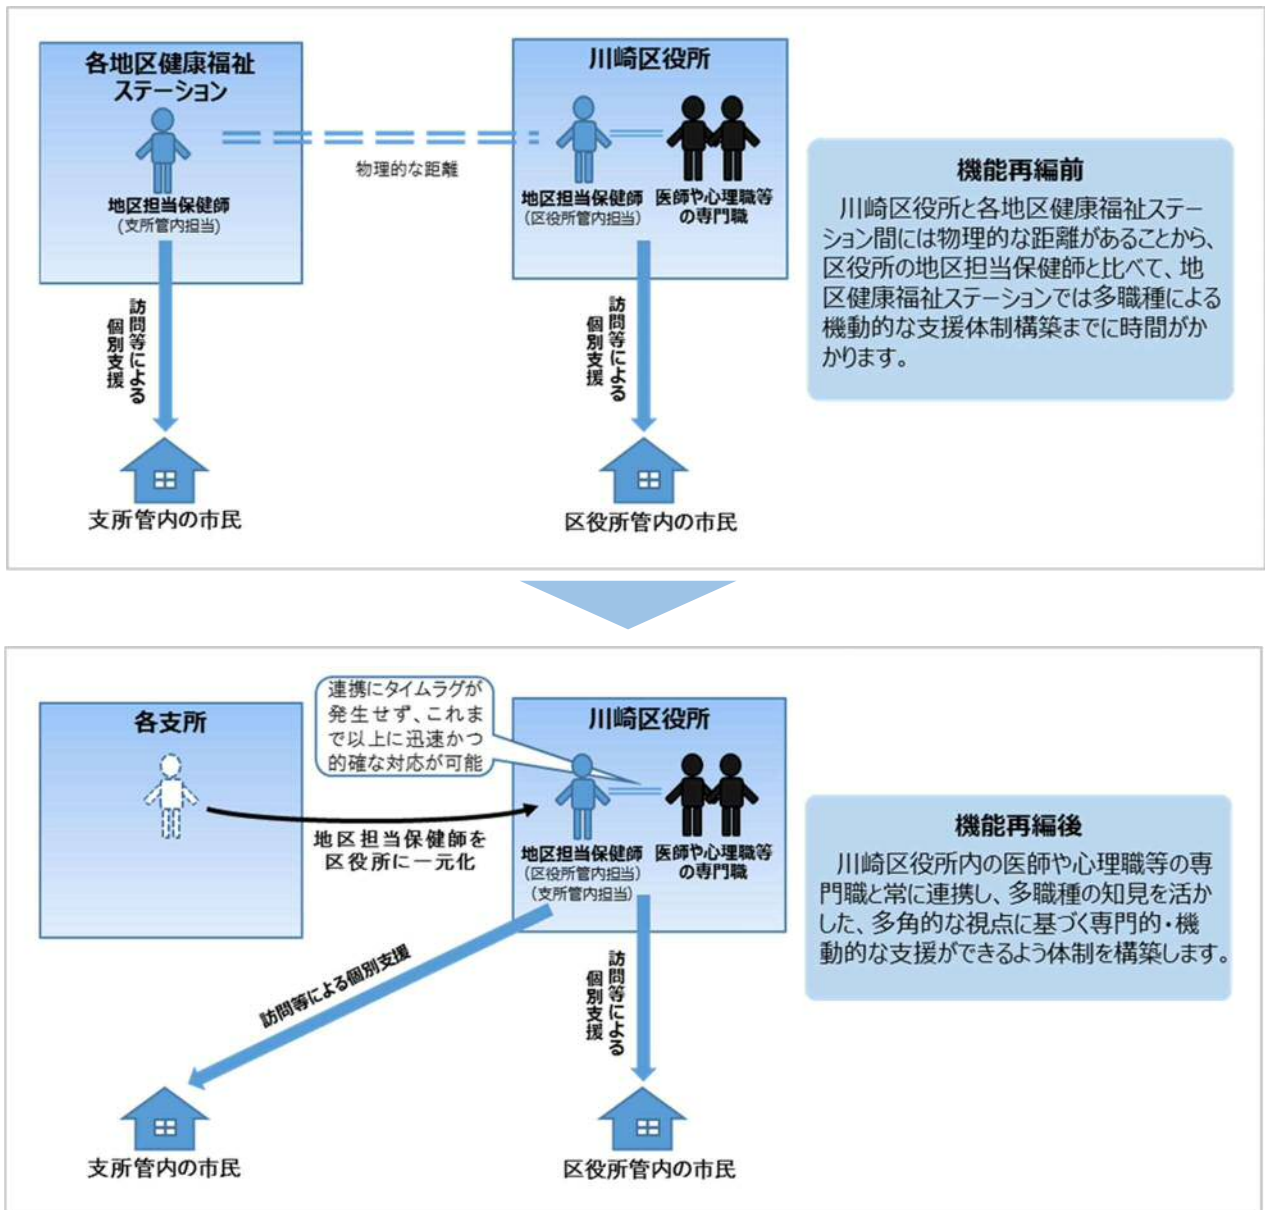 各地区健康福祉
ステーション
地区担当保健師
(支所管内担当)
物理的な距離
川崎区役所
地区担当保健師
（区役所管内担当）
医師や心理職等
の専門職
訪問等による
個別支援
訪問等による
個別支援
支所管内の市民
区役所管内の市民
機能再編前
川崎区役所と各地区健康福祉ステー
ション間には物理的な距離があることから、
区役所の地区担当保健師と比べて、地
区健康福祉ステーションでは多職種による
機動的な支援体制構築までに時間がか
かります。
各支所
連携にタイムラグが
発生せず、これま
で以上に迅速かつ
的確な対応が可能
地区担当保健師を
区役所に一元化
川崎区役所
地区担当保健師
（区役所管内担当）
（支所管内担当）
医師や心理職等
の専門職
訪問等による個別支援
訪問等による
個別支援
支所管内の市民
区役所管内の市民
機能再編後
川崎区役所内の医師や心理職等の専
門職と常に連携し、多職種の知見を活か
した、多角的な視点に基づく専門的・機
動的な支援ができるよう体制を構築します。